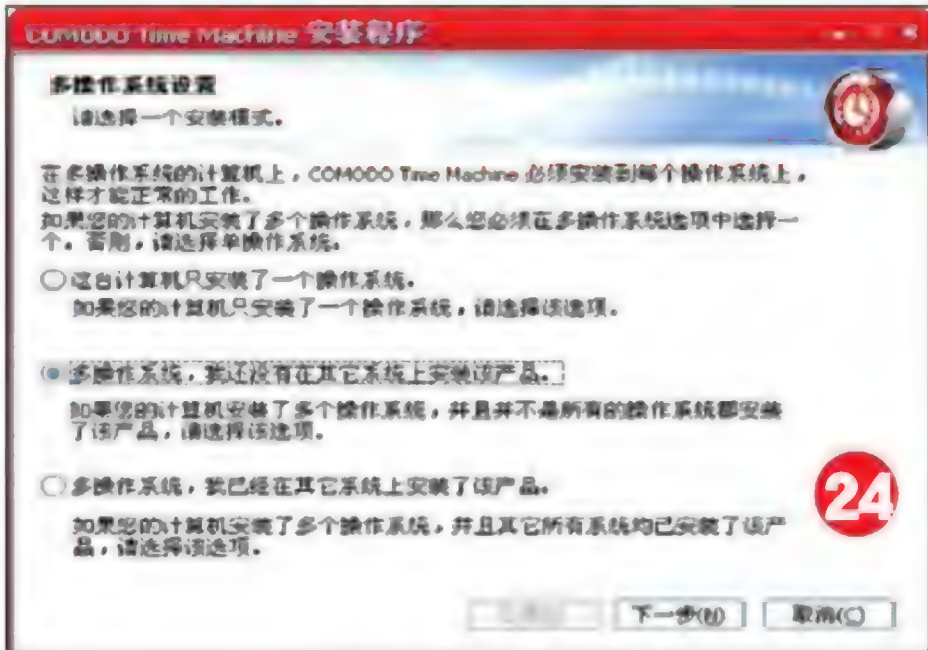 COMODO Time Machine 安装程序
多操作系统设置
请选择一个安装模式。
在多操作系统的计算机上，COMODO Time Machine 必须安装到每个操作系统上，
这样才能正常的工作。
如果您的计算机安装了多个操作系统，那么您必须在多操作系统选项中选择一
个。否则，请选择单操作系统。
这台计算机只安装了一个操作系统。
如果您的计算机只安装了一个操作系统，请选择该选项。
多操作系统，我还没有在其它系统上安装该产品。
如果您的计算机安装了多个操作系统，并且并不是所有的操作系统都安装
了该产品，请选择该选项。
多操作系统，我已经在其它系统上安装了该产品。
24
如果您的计算机安装了多个操作系统，并且其它所有系统均已安装了该产
品，请选择该选项。
下一步(N)
取消(C)